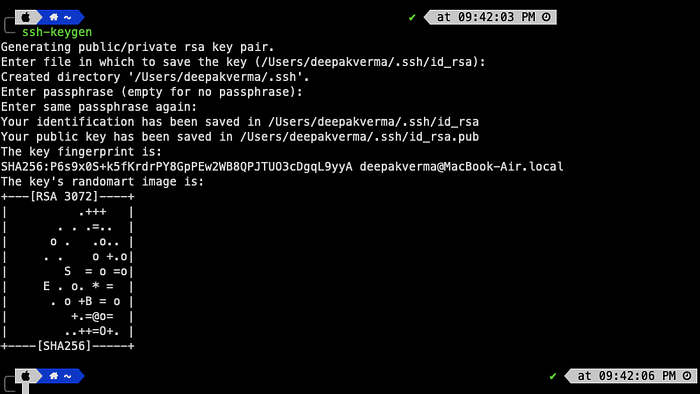 ~ ✔ at 09:42:03 PM
ssh-keygen
Generating public/private rsa key pair.
Enter file in which to save the key (/Users/deepakverma/.ssh/id_rsa):
Created directory '/Users/deepakverma/.ssh'.
Enter passphrase (empty for no passphrase):
Enter same passphrase again:
Your identification has been saved in /Users/deepakverma/.ssh/id_rsa
Your public key has been saved in /Users/deepakverma/.ssh/id_rsa.pub
The key fingerprint is:
SHA256:P6s9x0S+k5fKrdrPY8GpPEw2WB8QPJTUO3cDgqL9yyA deepakverma@MacBook-Air.local
The key's randomart image is:
+---[RSA 3072]----+
|          .+++   |
|       . . .=..  |
|      o .   .o.. |
|     . .    o +.o|
|        S  = o =o|
|     E . o. * =  |
|      . o +B = o |
|         +.=@o=  |
|        ..++=O+. |
+----[SHA256]-----+
~ ✔ at 09:42:06 PM